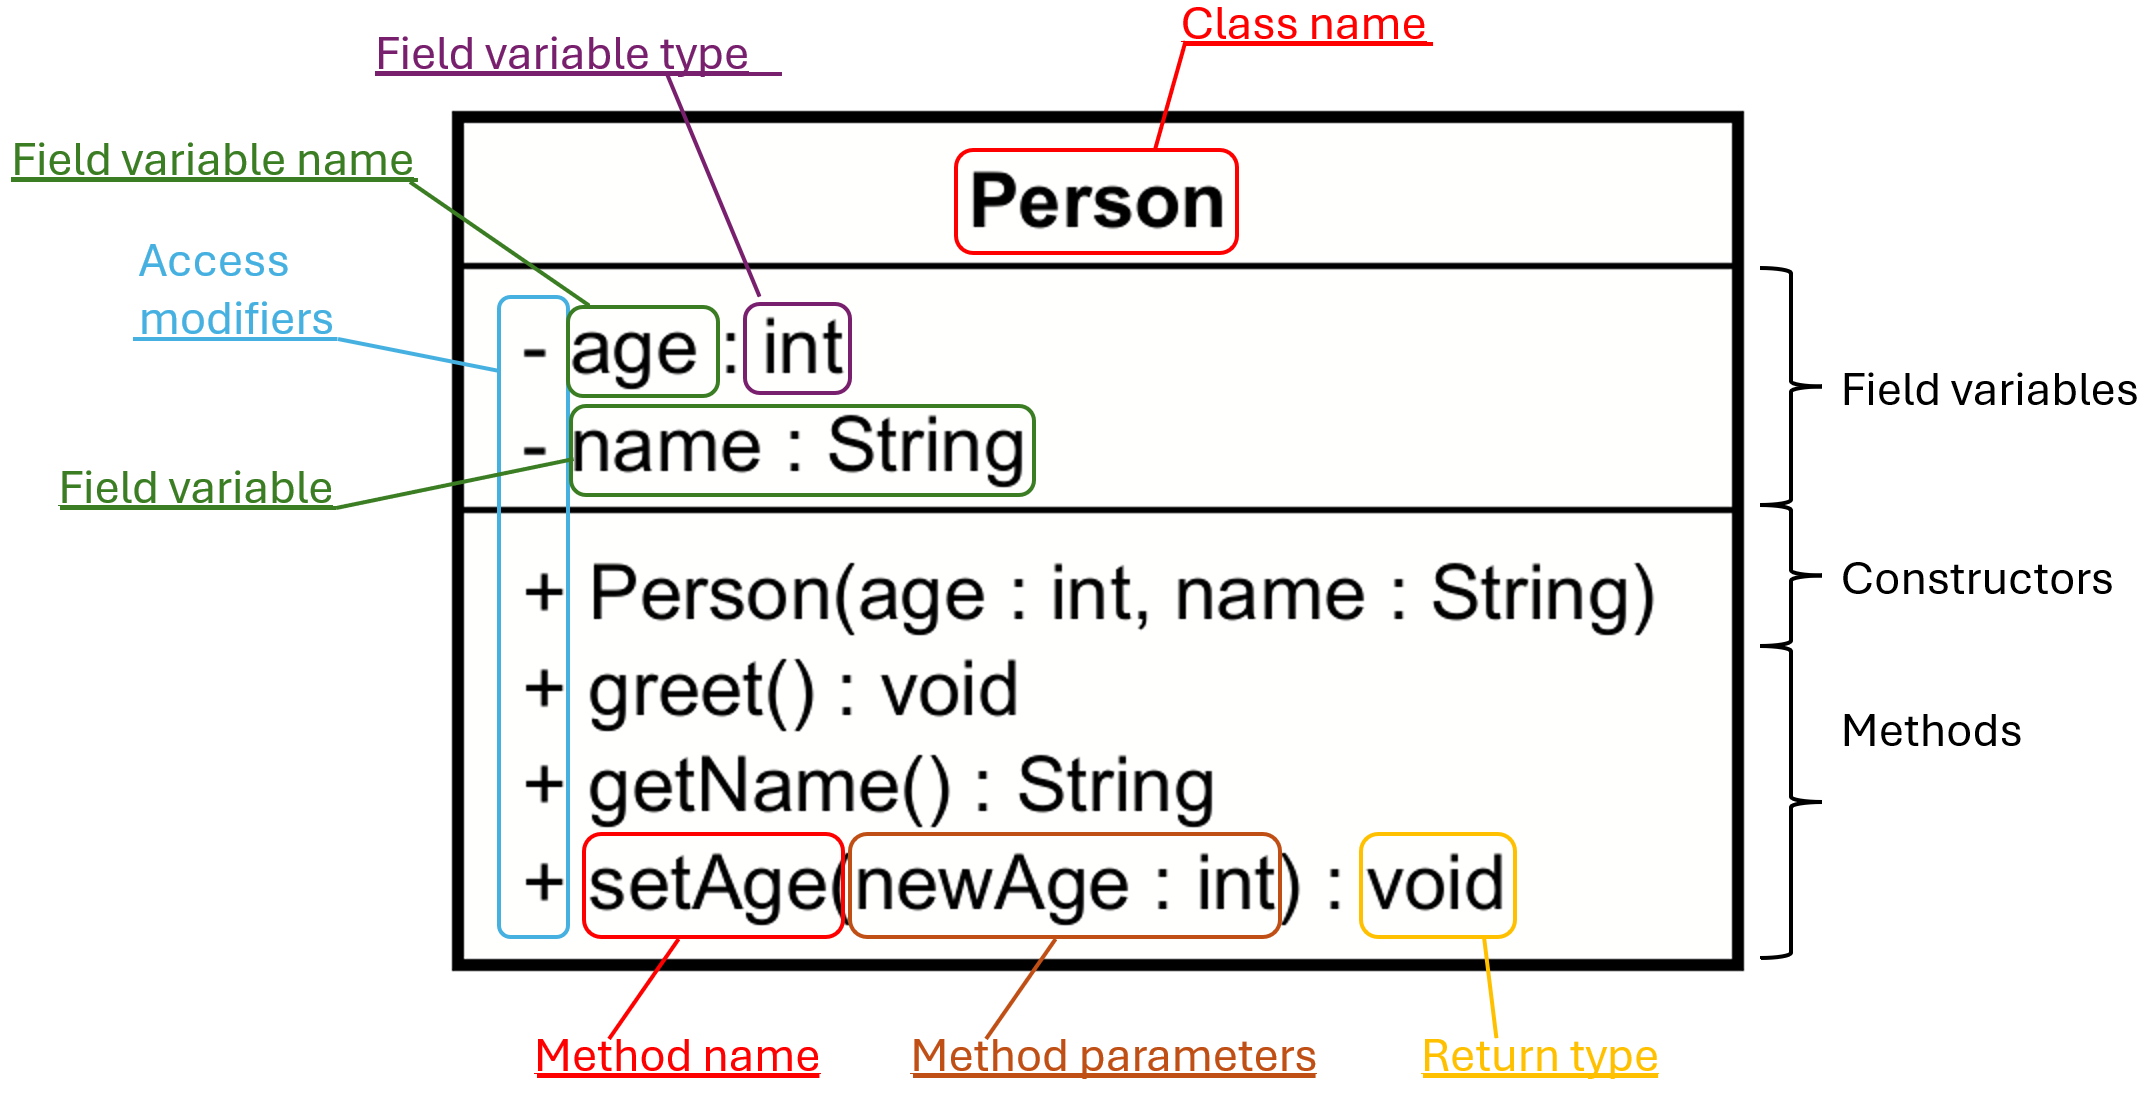 Class name
Field variable type
Field variable name
Person
Access
modifiers
- age : int
- name : String
Field variables
Field variable
+ Person(age : int, name : String)
Constructors
+ greet() : void
+ getName() : String
Methods
+ setAge(newAge : int) : void
Method name
Method parameters
Return type